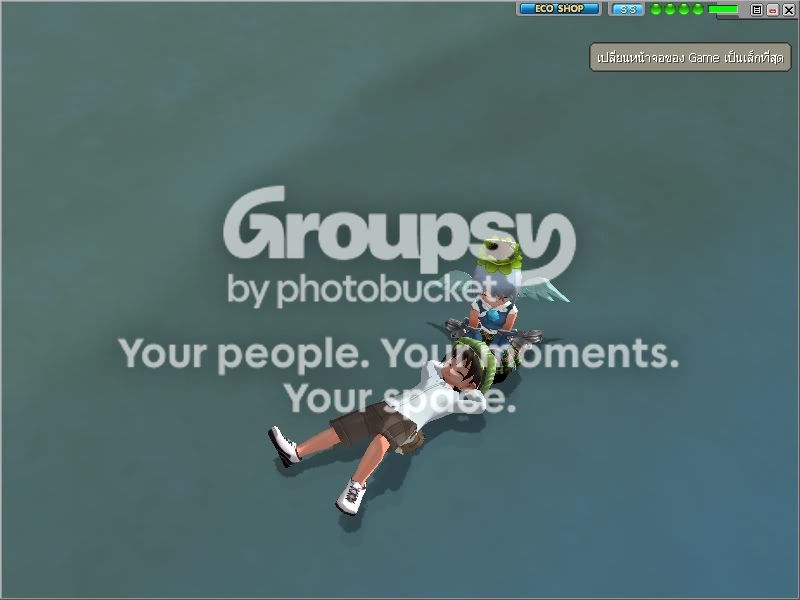 ECO SHOP
SS
เปลี่ยนหน้าจอของ Game เป็นเล็กที่สุด
Groupsy
by photobucket
Your people. Your moments.
Your space.